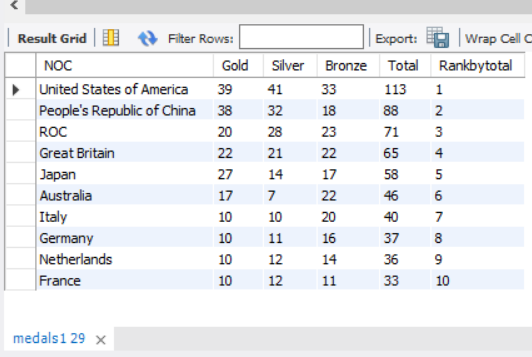 Result Grid Filter Rows: Export: Wrap Cell C
NOC Gold Silver Bronze Total Rankbytotal
United States of America 39 41 33 113 1
People's Republic of China 38 32 18 88 2
ROC 20 28 23 71 3
Great Britain 22 21 22 65 4
Japan 27 14 17 58 5
Australia 17 7 22 46 6
Italy 10 10 20 40 7
Germany 10 11 16 37 8
Netherlands 10 12 14 36 9
France 10 12 11 33 10
medals1 29